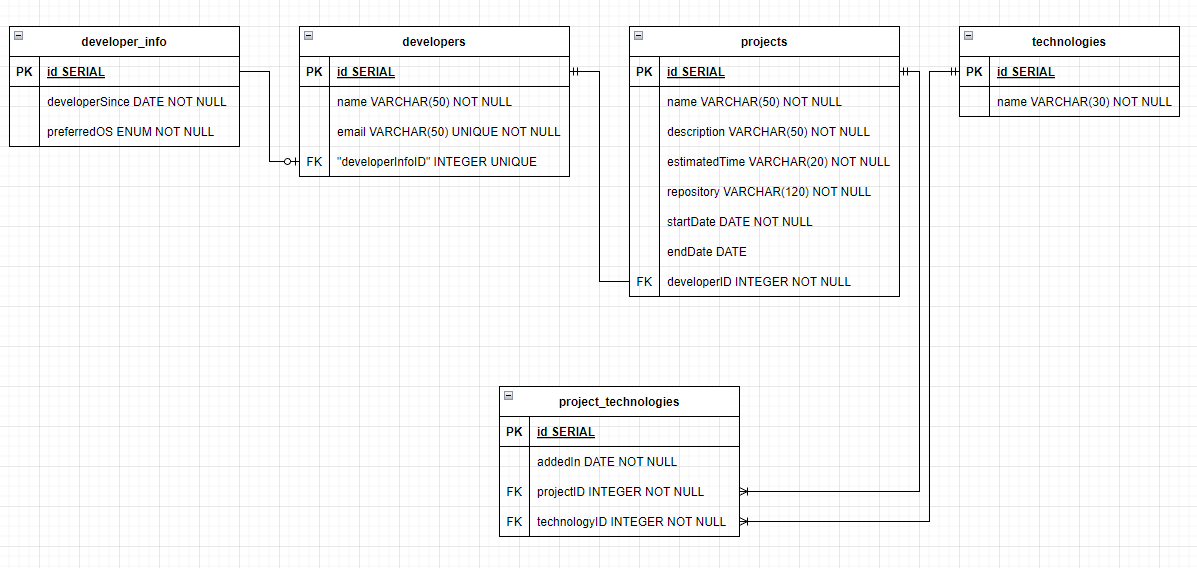 developer_info
PK id SERIAL
developerSince DATE NOT NULL
preferredOS ENUM NOT NULL
developers
PK id SERIAL
name VARCHAR(50) NOT NULL
email VARCHAR(50) UNIQUE NOT NULL
FK "developerInfoID" INTEGER UNIQUE
projects
PK id SERIAL
name VARCHAR(50) NOT NULL
description VARCHAR(50) NOT NULL
estimatedTime VARCHAR(20) NOT NULL
repository VARCHAR(120) NOT NULL
startDate DATE NOT NULL
endDate DATE
FK developerID INTEGER NOT NULL
technologies
PK id SERIAL
name VARCHAR(30) NOT NULL
project_technologies
PK id SERIAL
addedIn DATE NOT NULL
FK projectID INTEGER NOT NULL
FK technologyID INTEGER NOT NULL